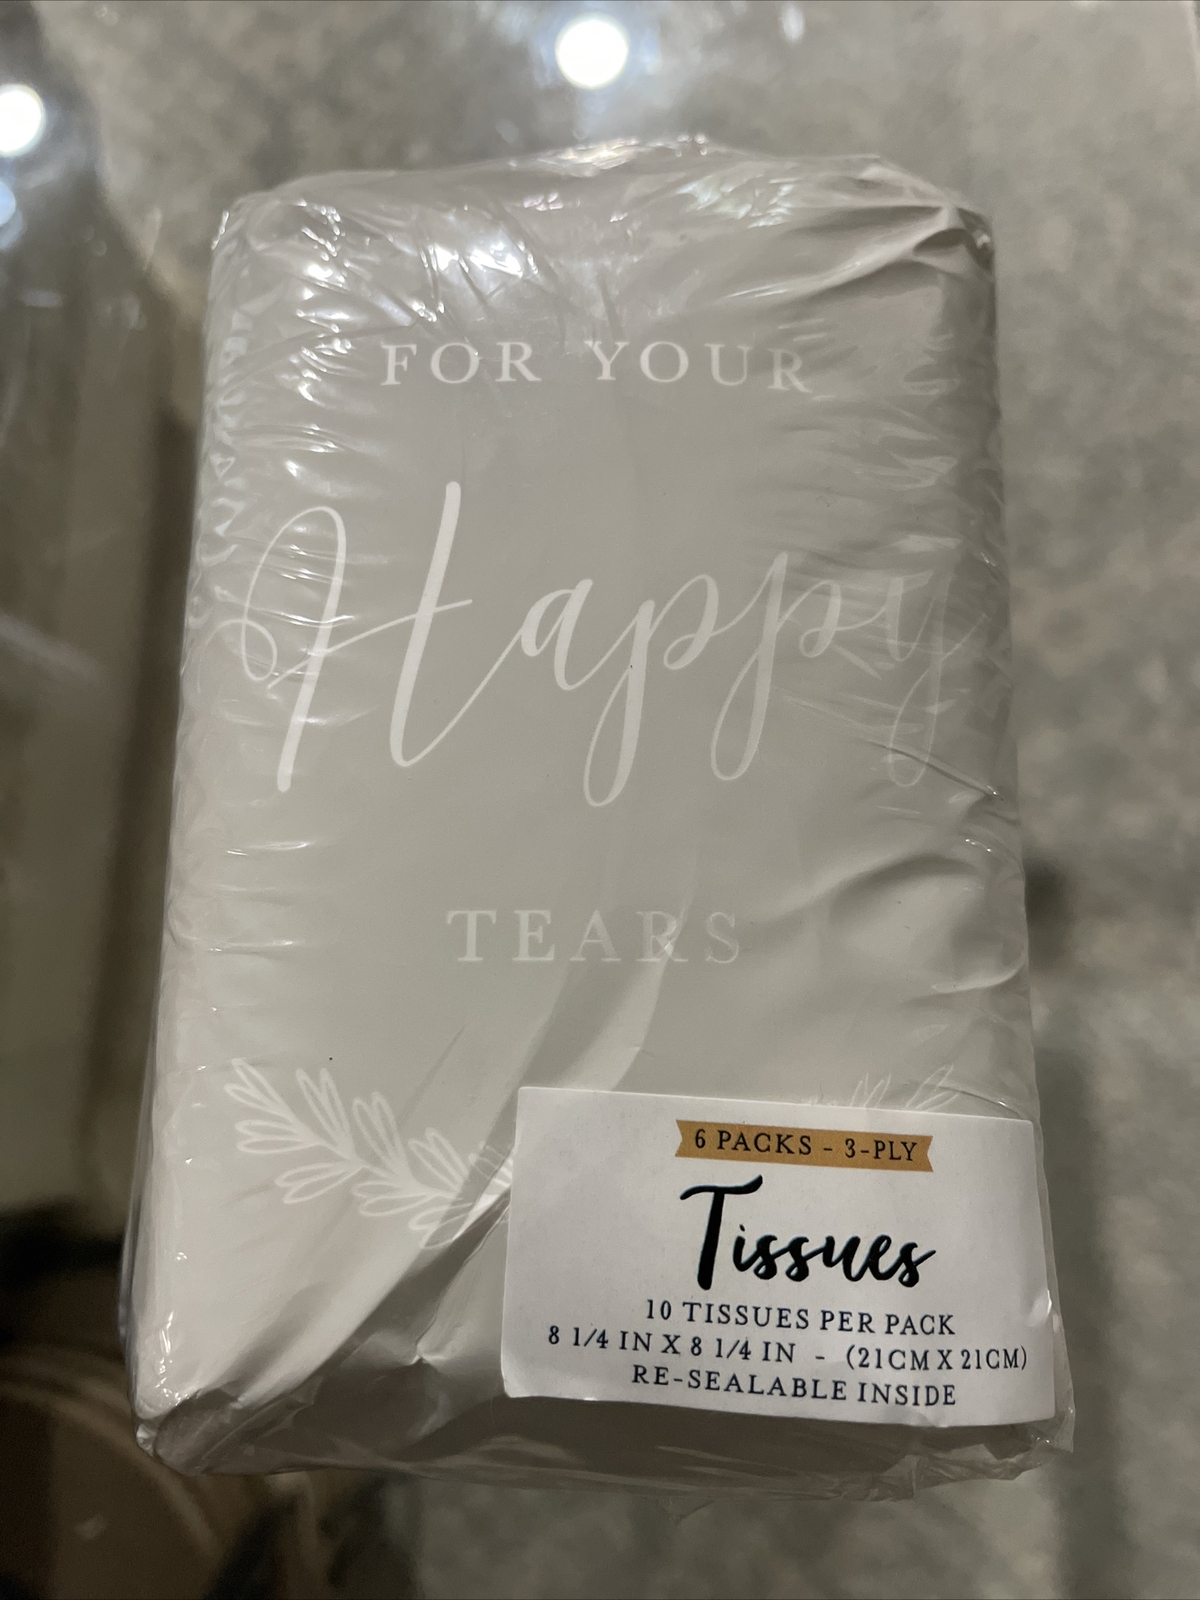 FOR YOUR
Happy
TEARS
6 PACKS - 3-PLY
Tissues
10 TISSUES PER PACK
8 1/4 IN X 8 1/4 IN - (21CM X 21CM)
RE-SEALABLE INSIDE